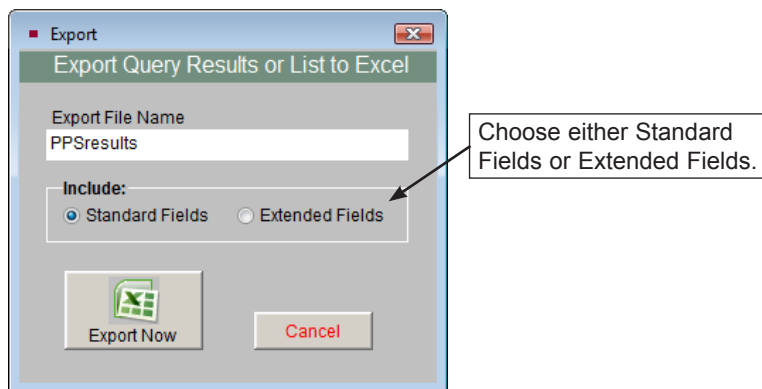 Export
Export Query Results or List to Excel
Export File Name
PPSresults
Include:
Standard Fields Extended Fields
Choose either Standard
Fields or Extended Fields.
Export Now
Cancel